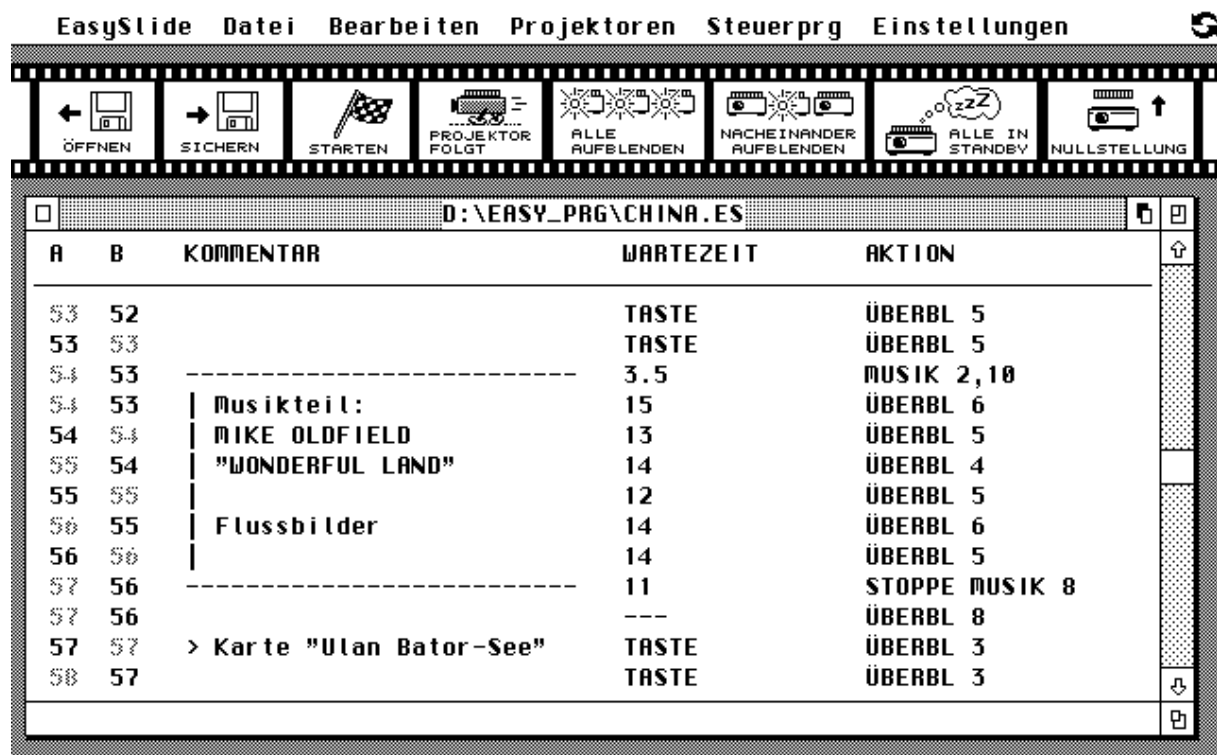 EasySlide Datei Bearbeiten Projektoren Steuerprg Einstellungen
ÖFFNEN
SICHERN
STARTEN
PROJEKTOR
FOLGT
ALLE
AUFBLENDEN
NACHEINANDER
AUFBLENDEN
zzZ
ALLE IN
STANDBY
NULLSTELLUNG
D:\EASY_PRG\CHINA.ES
A B KOMMENTAR WARTEZEIT AKTION
53 52 TASTE ÜBERBL 5
53 53 TASTE ÜBERBL 5
54 53 --------------------------- 3.5 MUSIK 2,10
54 53 | Musikteil: 15 ÜBERBL 6
54 54 | MIKE OLDFIELD 13 ÜBERBL 5
55 54 | "WONDERFUL LAND" 14 ÜBERBL 4
55 55 | 12 ÜBERBL 5
56 55 | Flussbilder 14 ÜBERBL 6
56 56 | 14 ÜBERBL 5
57 56 --------------------------- 11 STOPPE MUSIK 8
57 56 --- ÜBERBL 8
57 57 > Karte "Ulan Bator-See" TASTE ÜBERBL 3
58 57 TASTE ÜBERBL 3